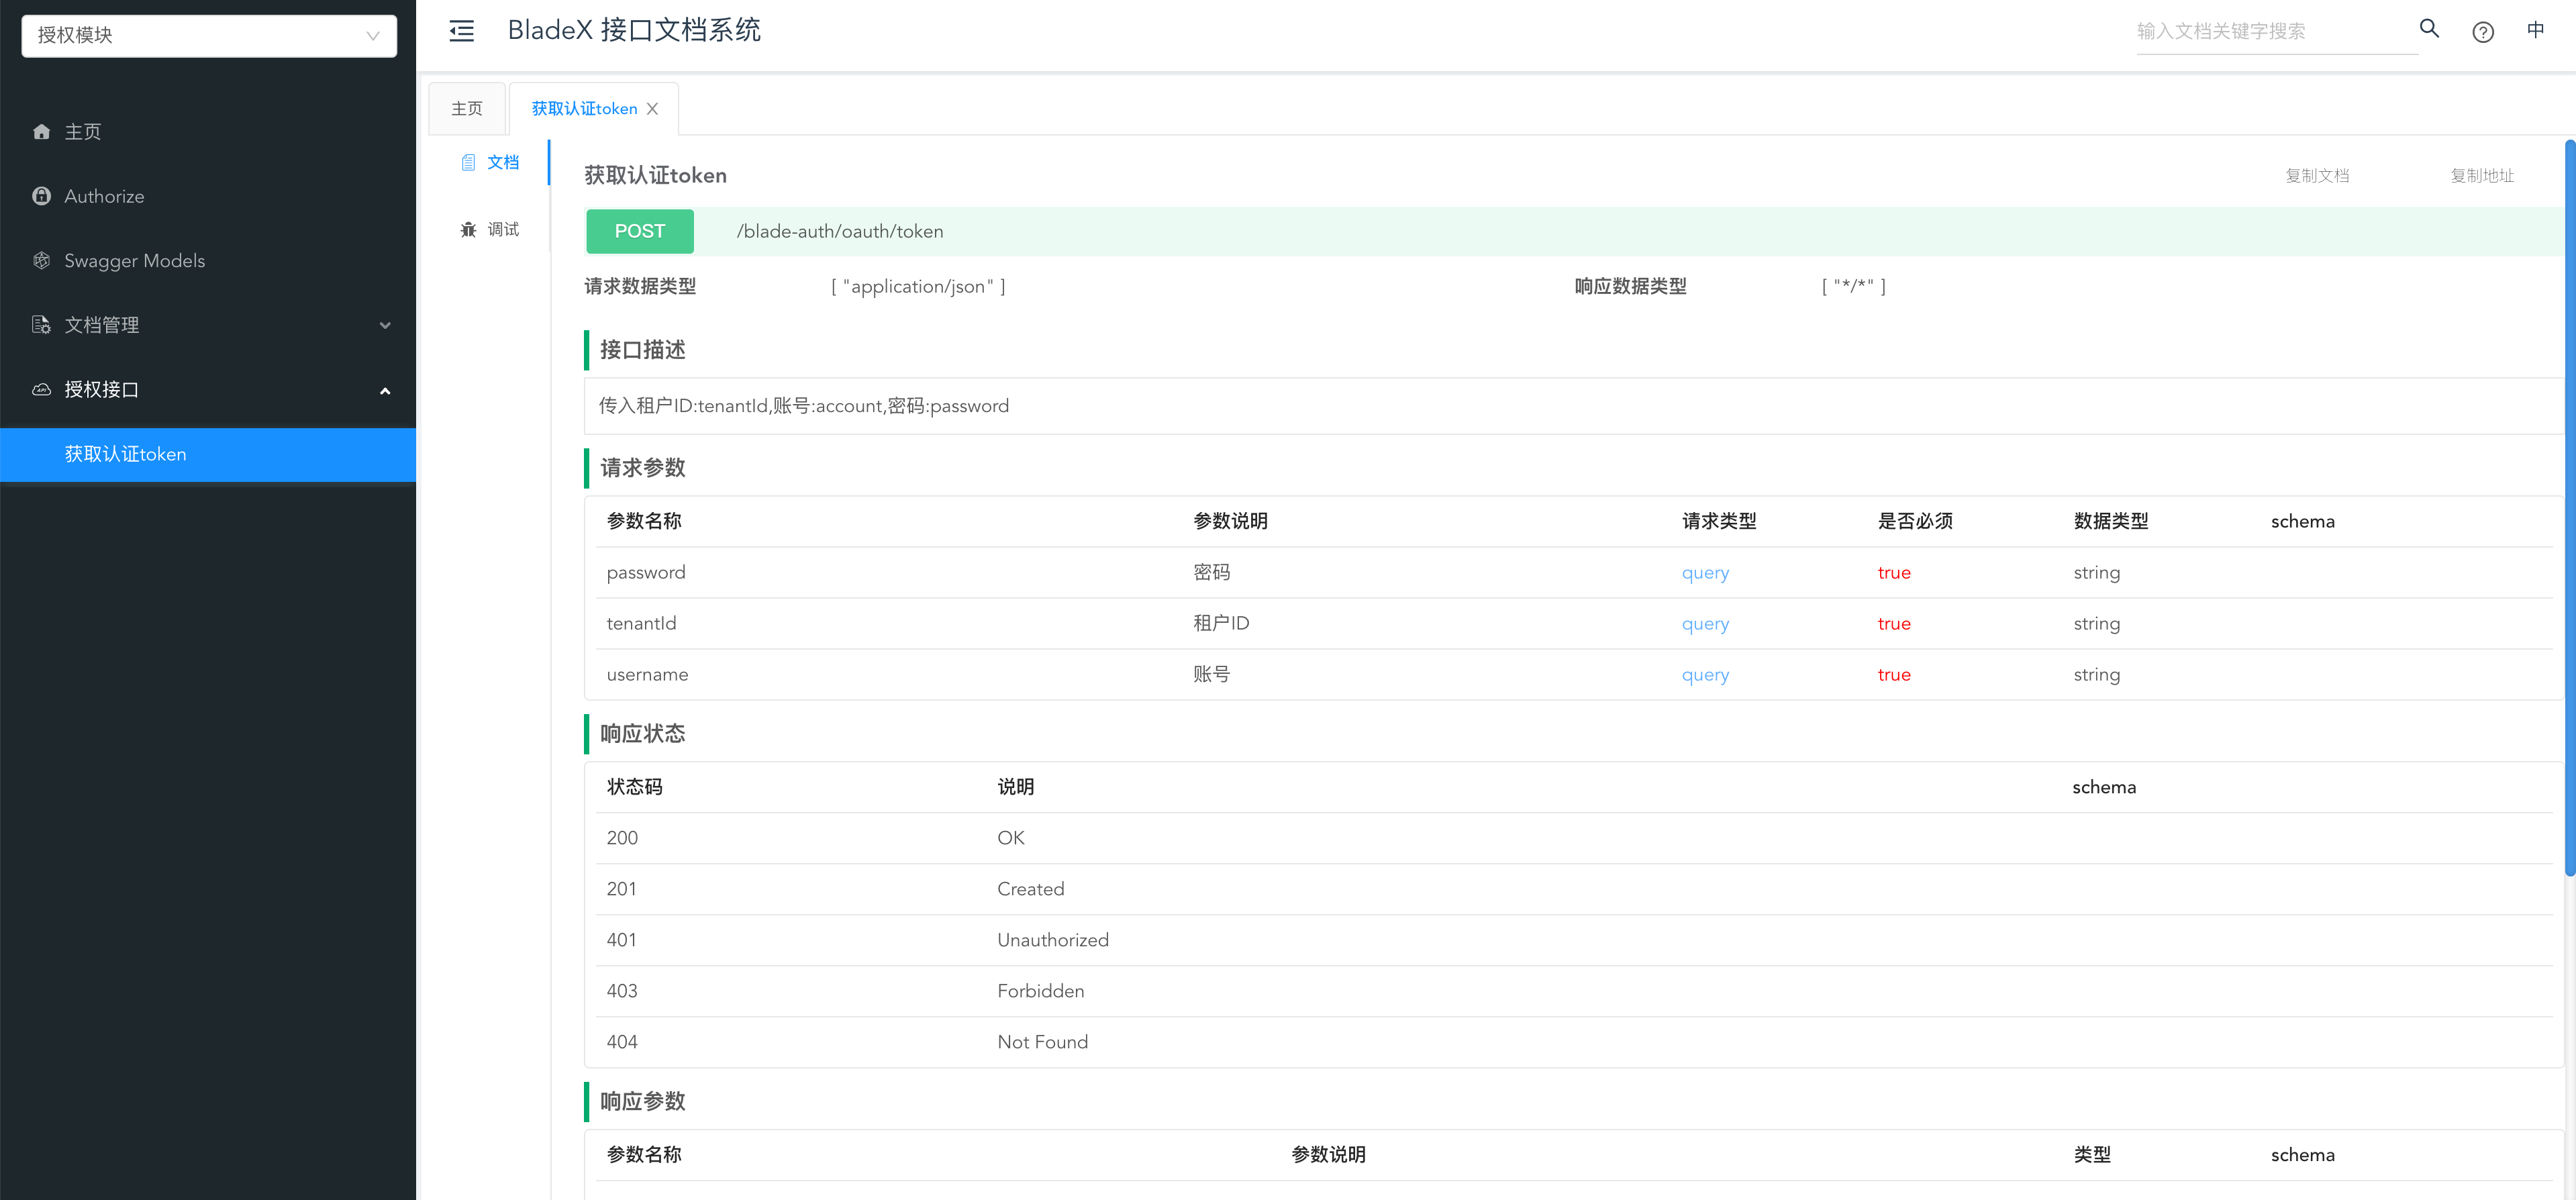 授权模块
主页
Authorize
Swagger Models
文档管理
授权接口
获取认证token
BladeX 接口文档系统
输入文档关键字搜索
中
主页
获取认证token
文档
调试
获取认证token
复制文档
复制地址
POST /blade-auth/oauth/token
请求数据类型 [ "application/json" ] 响应数据类型 [ "*/*" ]
接口描述
传入租户ID:tenantId,账号:account,密码:password
请求参数
参数名称 参数说明 请求类型 是否必须 数据类型 schema
password 密码 query true string
tenantId 租户ID query true string
username 账号 query true string
响应状态
状态码 说明 schema
200 OK
201 Created
401 Unauthorized
403 Forbidden
404 Not Found
响应参数
参数名称 参数说明 类型 schema